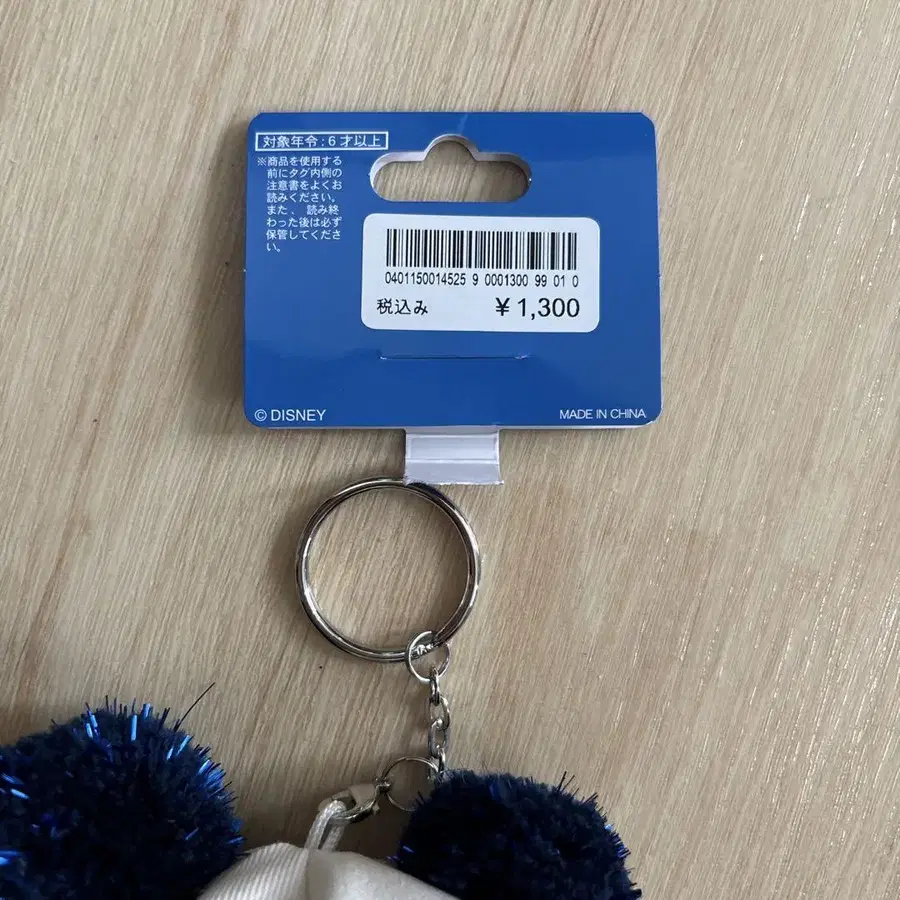 対象年令:6才以上
※商品を使用する
前にタグ内側の
注意書をよくお
読みください。
また、読み終
わった後は必ず
保管してくださ
い。
0401150014525 9 0001300 99 01 0
税込み ¥1,300
© DISNEY
MADE IN CHINA